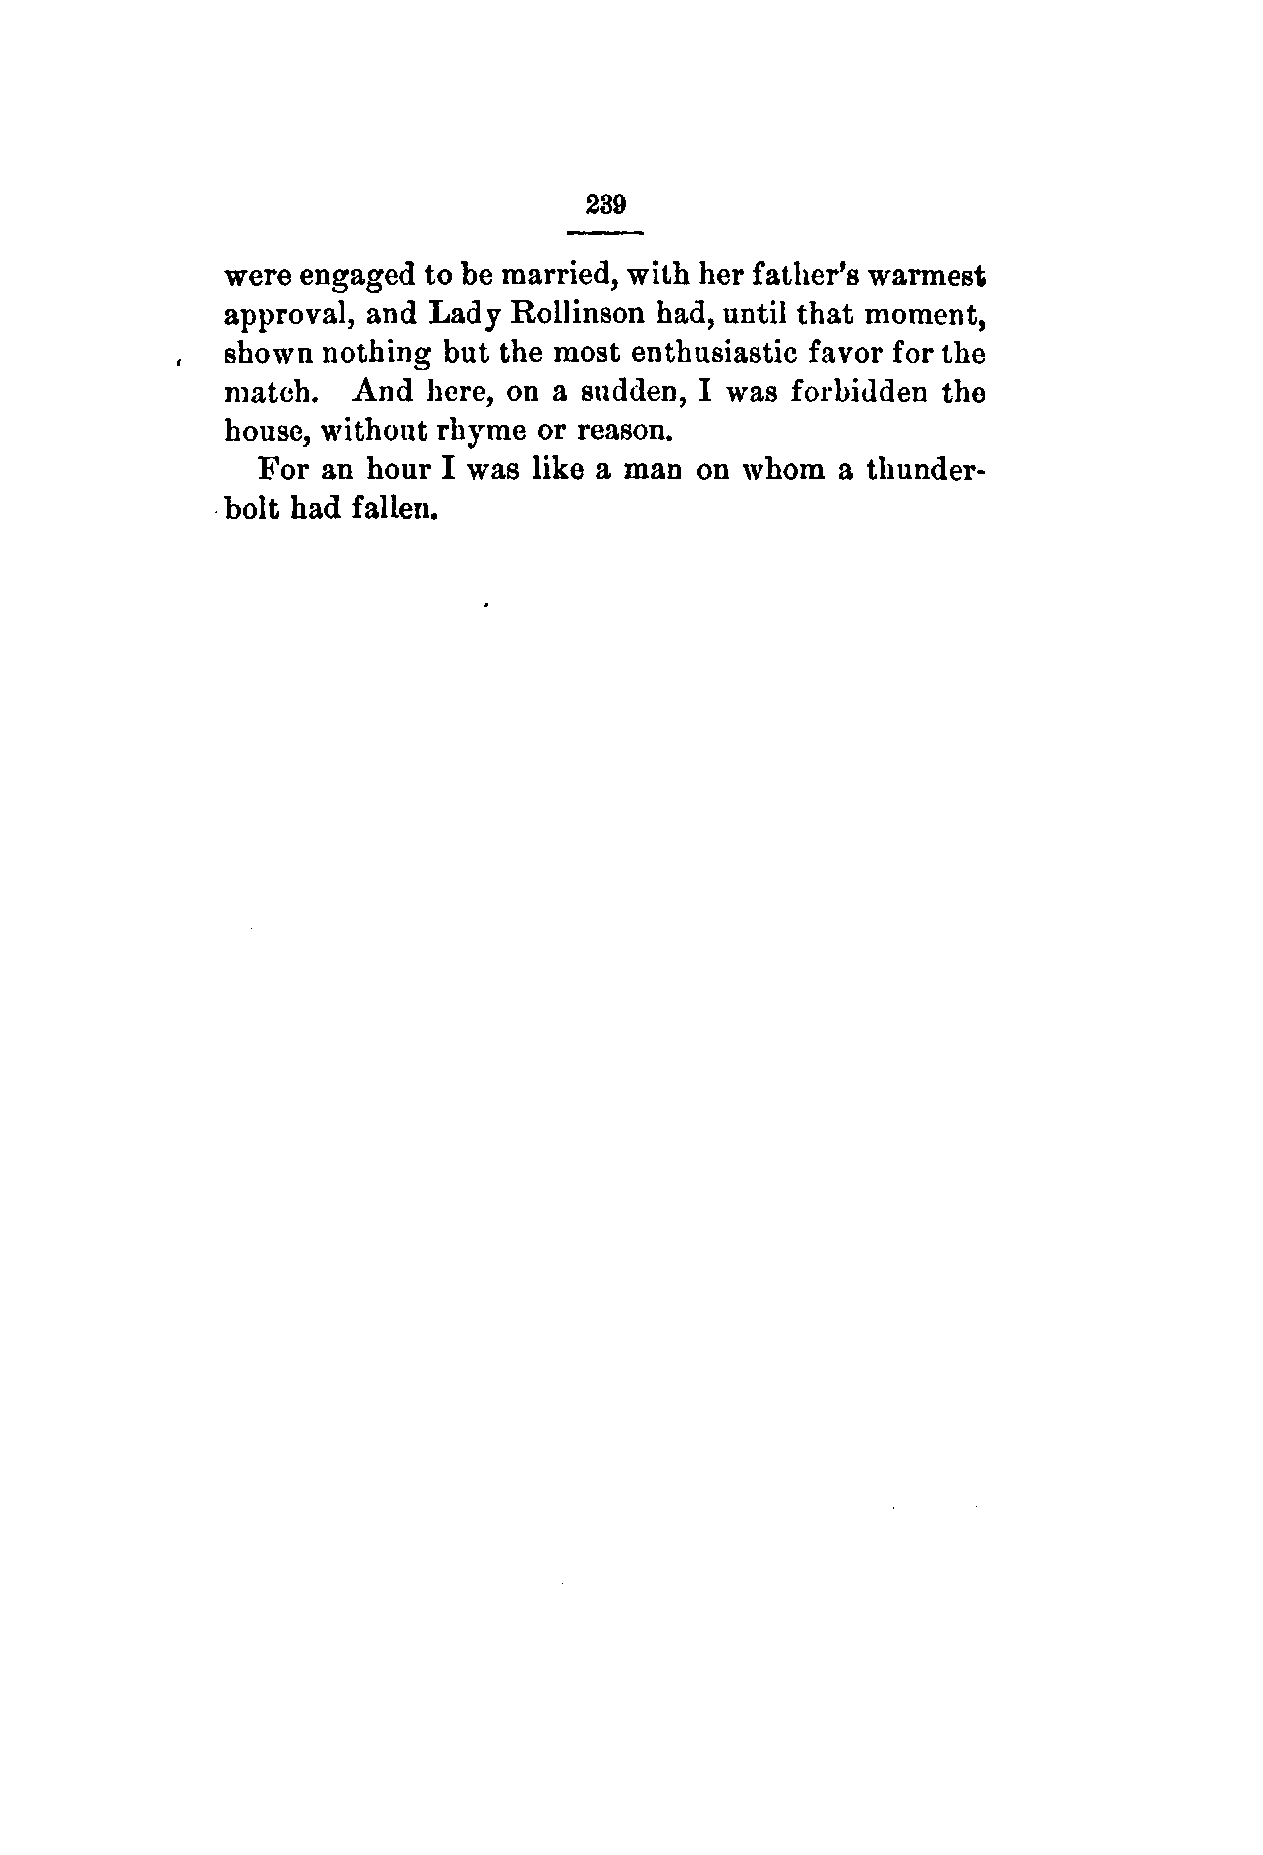 239
were engaged to be married, with her father's warmest
approval, and Lady Rollinson had, until that moment,
shown nothing but the most enthusiastic favor for the
match. And here, on a sudden, I was forbidden the
house, without rhyme or reason.
For an hour I was like a man on whom a thunder-
bolt had fallen.